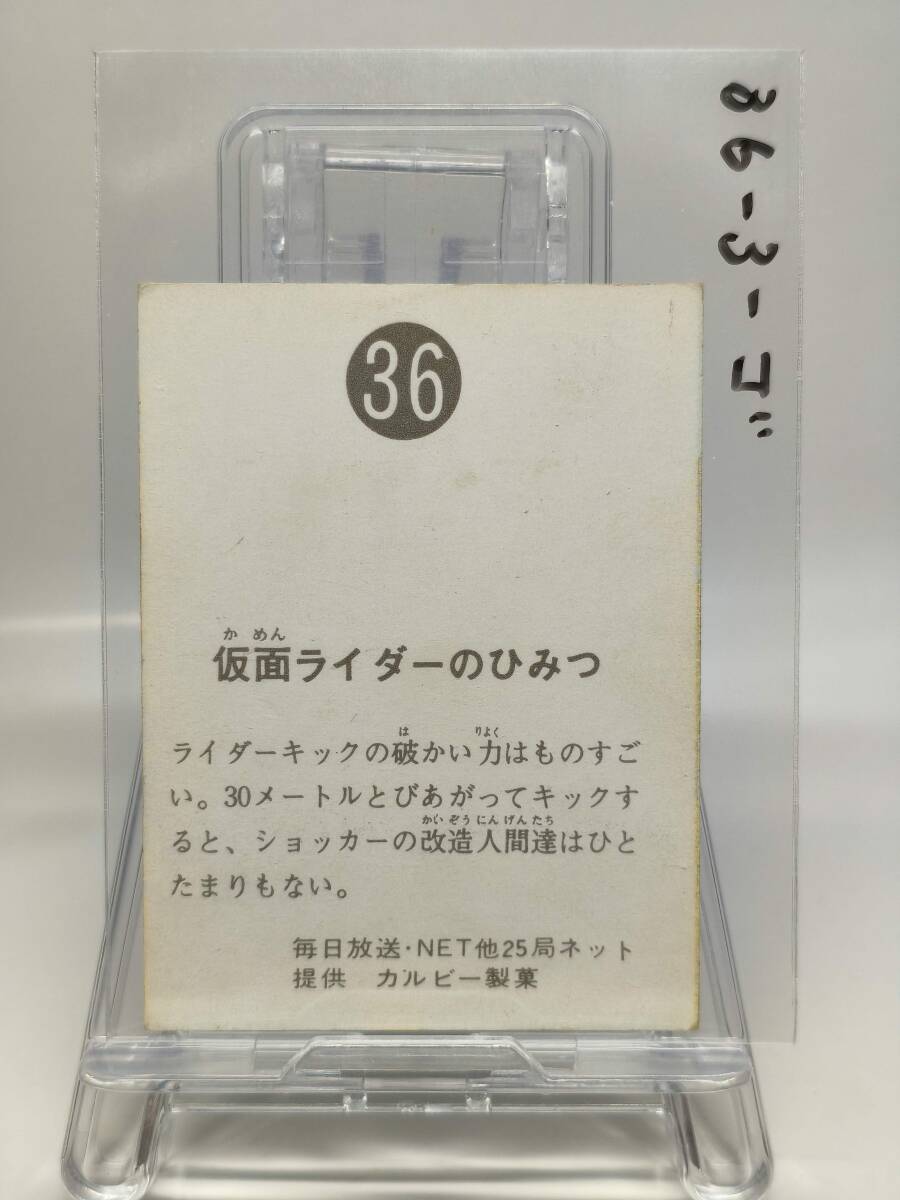 36
かめん
仮面ライダーのひみつ
は りよく
ライダーキックの破かい力はものすご
い。30メートルとびあがってキックす
かいぞうにんげんたち
ると、ショッカーの改造人間達はひと
たまりもない。
毎日放送・NET他25局ネット
提供 カルビー製菓
36-3-ゴ